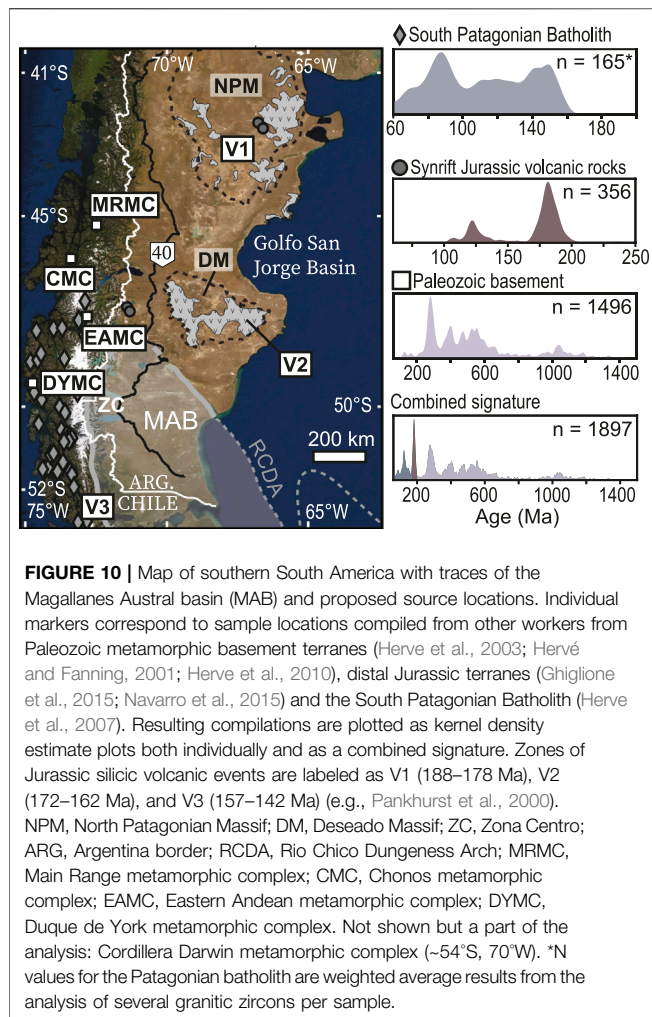 41°S
70°W
65°W
NPM
V1
45°S
MRMC
40
DM
Golfo San
Jorge Basin
CMC
EAMC
V2
DYMC
ZC
MAB
50°S
200 km
RCDA
52°S
75°W
V3
ARG.
CHILE
65°W
South Patagonian Batholith
n = 165*
60 100 140 180
Synrift Jurassic volcanic rocks
n = 356
100 150 200 250
Paleozoic basement
n = 1496
200 600 1000 1400
Combined signature
n = 1897
200 600 1000 1400
Age (Ma)
FIGURE 10 | Map of southern South America with traces of the
Magallanes Austral basin (MAB) and proposed source locations. Individual
markers correspond to sample locations compiled from other workers from
Paleozoic metamorphic basement terranes (Herve et al., 2003; Hervé
and Fanning, 2001; Herve et al., 2010), distal Jurassic terranes (Ghiglione
et al., 2015; Navarro et al., 2015) and the South Patagonian Batholith (Herve
et al., 2007). Resulting compilations are plotted as kernel density
estimate plots both individually and as a combined signature. Zones of
Jurassic silicic volcanic events are labeled as V1 (188–178 Ma), V2
(172–162 Ma), and V3 (157–142 Ma) (e.g., Pankhurst et al., 2000).
NPM, North Patagonian Massif; DM, Deseado Massif; ZC, Zona Centro;
ARG, Argentina border; RCDA, Rio Chico Dungeness Arch; MRMC,
Main Range metamorphic complex; CMC, Chonos metamorphic
complex; EAMC, Eastern Andean metamorphic complex; DYMC,
Duque de York metamorphic complex. Not shown but a part of the
analysis: Cordillera Darwin metamorphic complex (~54°S, 70°W). *N
values for the Patagonian batholith are weighted average results from the
analysis of several granitic zircons per sample.